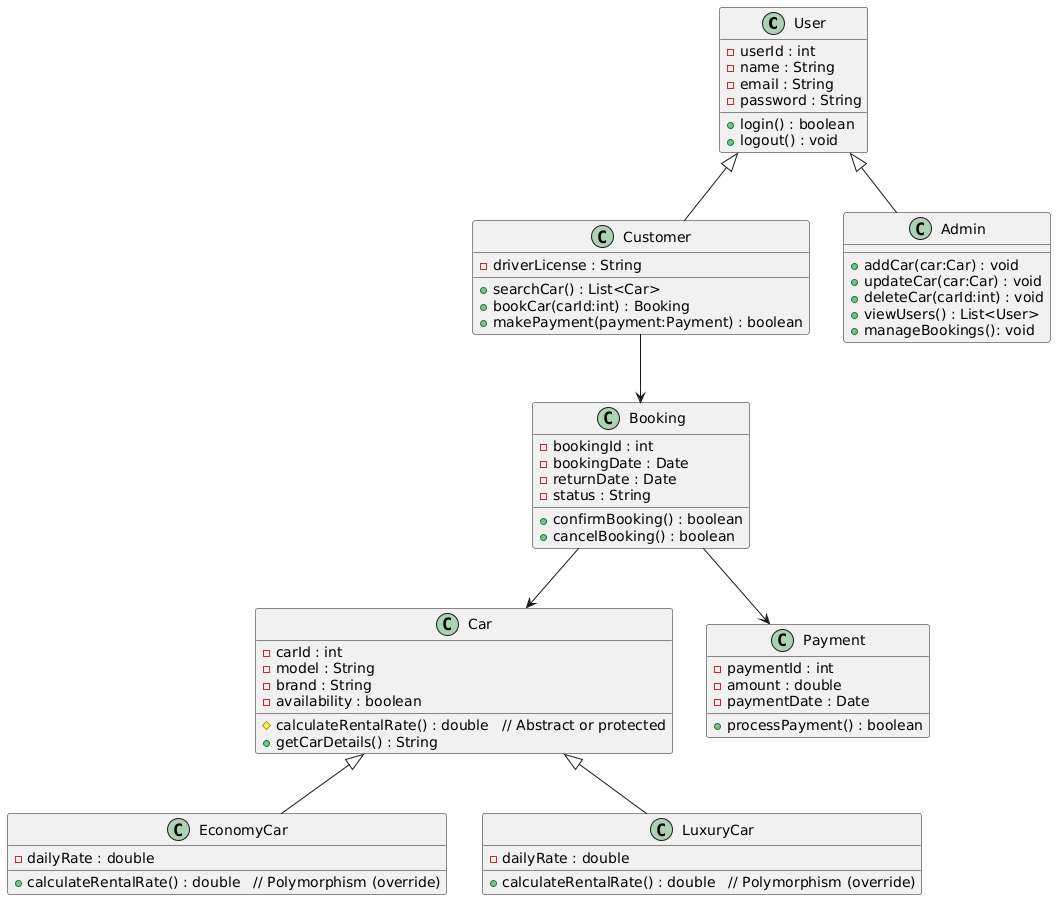 C User
userId : int
name : String
email : String
password : String
login() : boolean
logout() : void
C Customer
driverLicense : String
searchCar() : List<Car>
bookCar(carId:int) : Booking
makePayment(payment:Payment) : boolean
C Admin
addCar(car:Car) : void
updateCar(car:Car) : void
deleteCar(carId:int) : void
viewUsers() : List<User>
manageBookings(): void
C Booking
bookingId : int
bookingDate : Date
returnDate : Date
status : String
confirmBooking() : boolean
cancelBooking() : boolean
C Car
carId : int
model : String
brand : String
availability : boolean
calculateRentalRate() : double   // Abstract or protected
getCarDetails() : String
C Payment
paymentId : int
amount : double
paymentDate : Date
processPayment() : boolean
C EconomyCar
dailyRate : double
calculateRentalRate() : double   // Polymorphism (override)
C LuxuryCar
dailyRate : double
calculateRentalRate() : double   // Polymorphism (override)